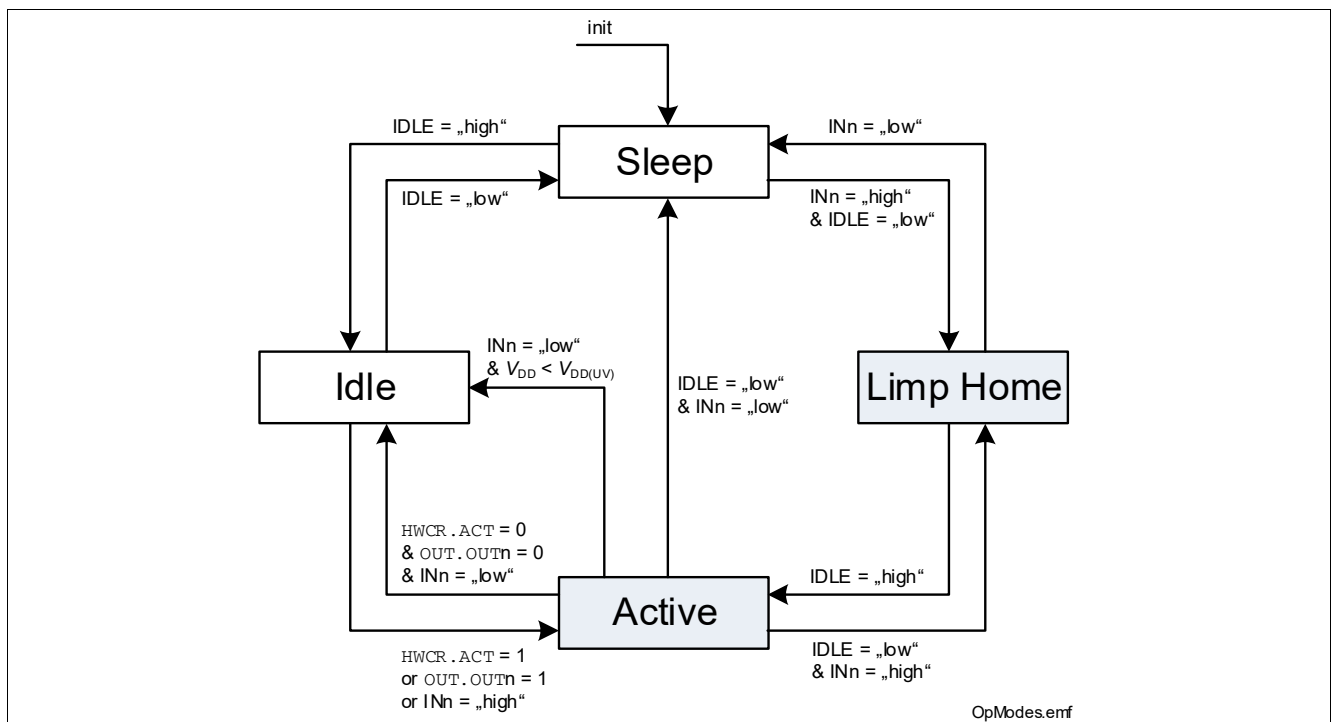 init
IDLE = „high“
INn = „low“
Sleep
IDLE = „low“
INn = „high“
& IDLE = „low“
INn = „low“
& VDD < VDD(UV)
IDLE = „low“
& INn = „low“
Idle
Limp Home
HWCR.ACT = 0
& OUT.OUTn = 0
& INn = „low“
IDLE = „high“
Active
HWCR.ACT = 1
or OUT.OUTn = 1
or INn = „high“
IDLE = „low“
& INn = „high“
OpModes.emf